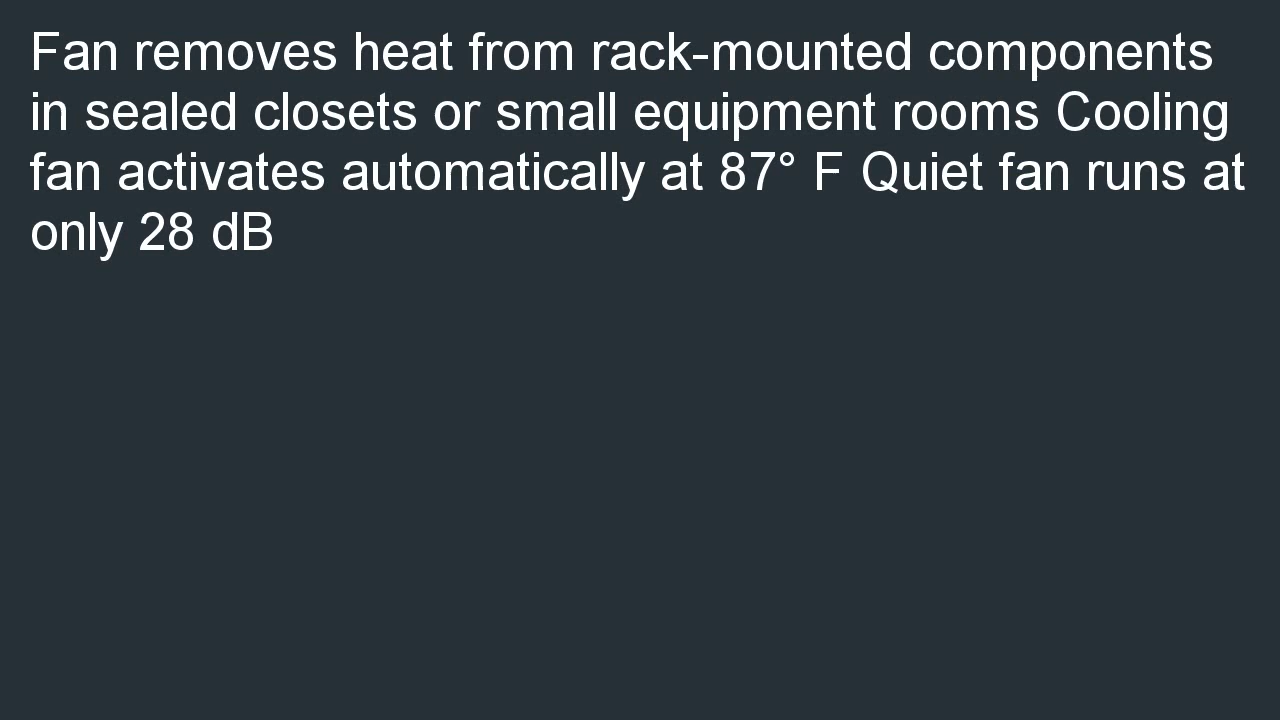 Fan removes heat from rack-mounted components
in sealed closets or small equipment rooms Cooling
fan activates automatically at 87° F Quiet fan runs at
only 28 dB